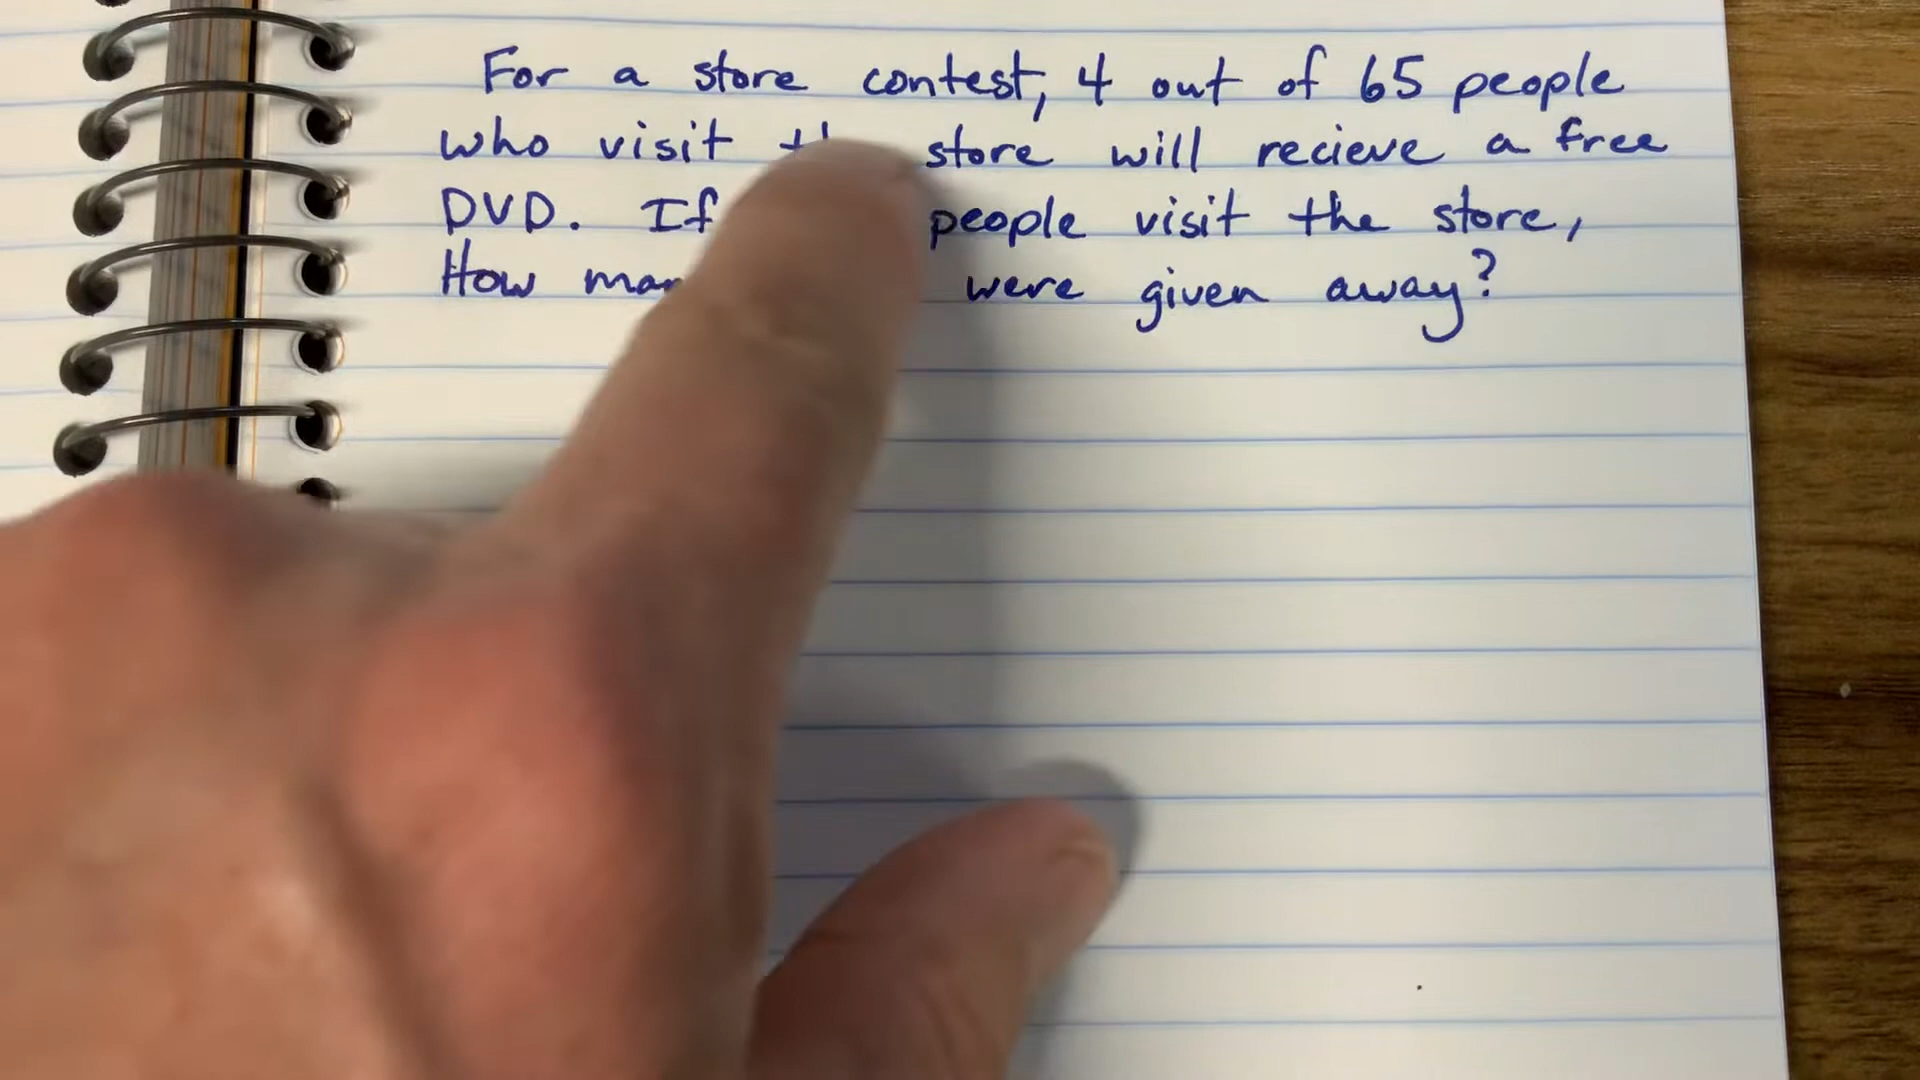 For a store contest, 4 out of 65 people
who visit store will recieve a free
DVD. If people visit the store,
How were given away?